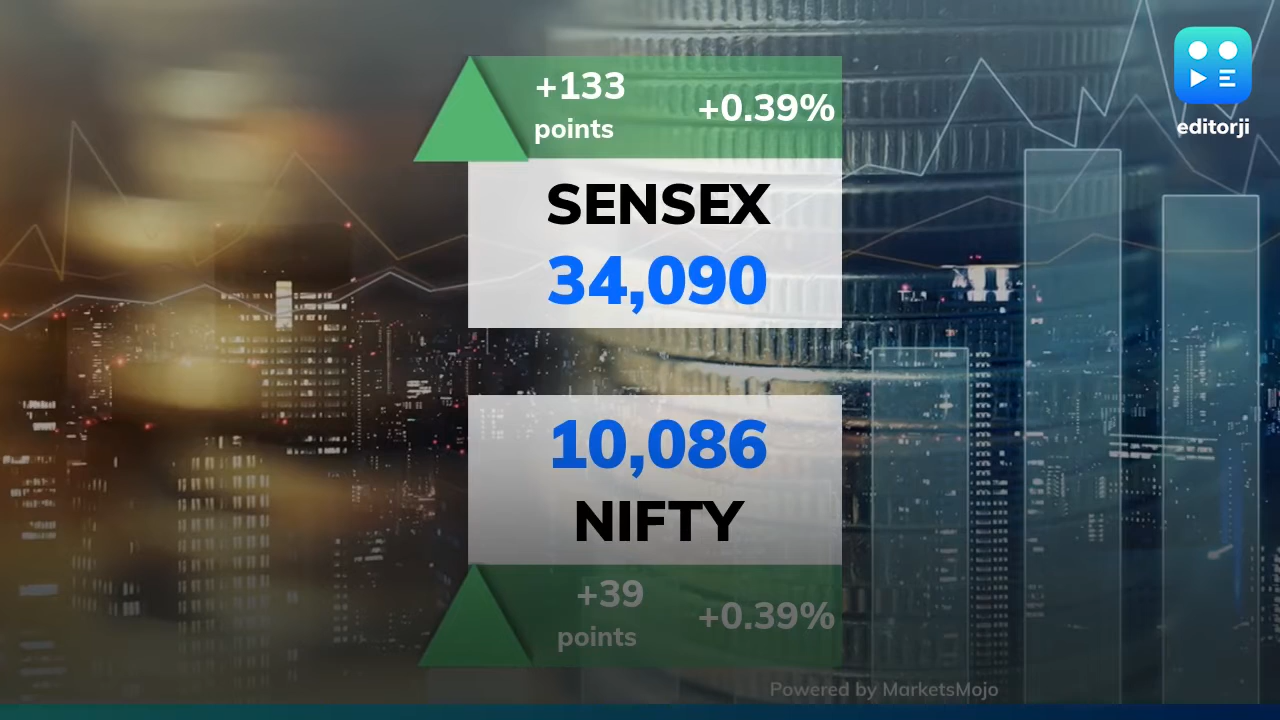 +133
points
+0.39%
SENSEX
34,090
10,086
NIFTY
+39
points
+0.39%
editorji
Powered by MarketsMojo